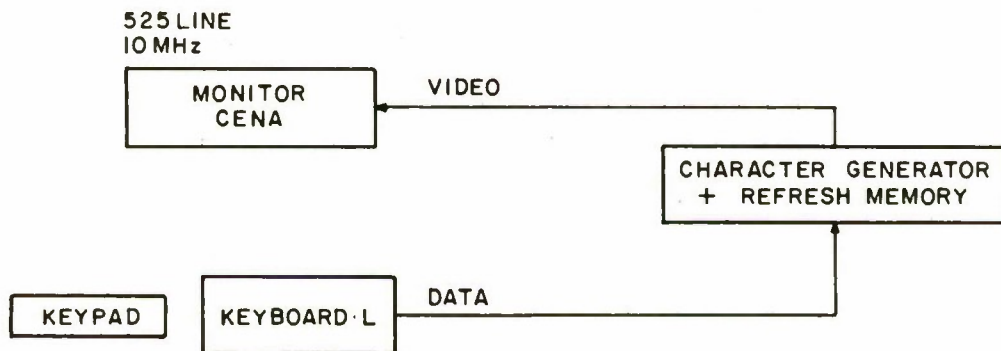 525 LINE
10 MHz
MONITOR
CENA
VIDEO
CHARACTER GENERATOR
+ REFRESH MEMORY
KEYPAD
KEYBOARD·L
DATA